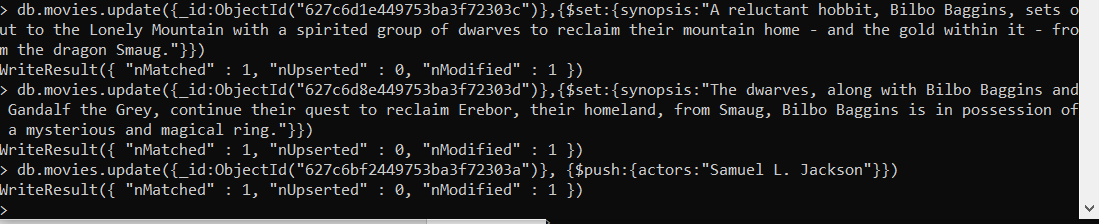 > db.movies.update({_id:ObjectId("627c6d1e449753ba3f72303c")},{$set:{synopsis:"A reluctant hobbit, Bilbo Baggins, sets o
ut to the Lonely Mountain with a spirited group of dwarves to reclaim their mountain home - and the gold within it - fro
m the dragon Smaug."}})
WriteResult({ "nMatched" : 1, "nUpserted" : 0, "nModified" : 1 })
> db.movies.update({_id:ObjectId("627c6d8e449753ba3f72303d")},{$set:{synopsis:"The dwarves, along with Bilbo Baggins and
 Gandalf the Grey, continue their quest to reclaim Erebor, their homeland, from Smaug, Bilbo Baggins is in possession of
 a mysterious and magical ring."}})
WriteResult({ "nMatched" : 1, "nUpserted" : 0, "nModified" : 1 })
> db.movies.update({_id:ObjectId("627c6bf2449753ba3f72303a")}, {$push:{actors:"Samuel L. Jackson"}})
WriteResult({ "nMatched" : 1, "nUpserted" : 0, "nModified" : 1 })
>